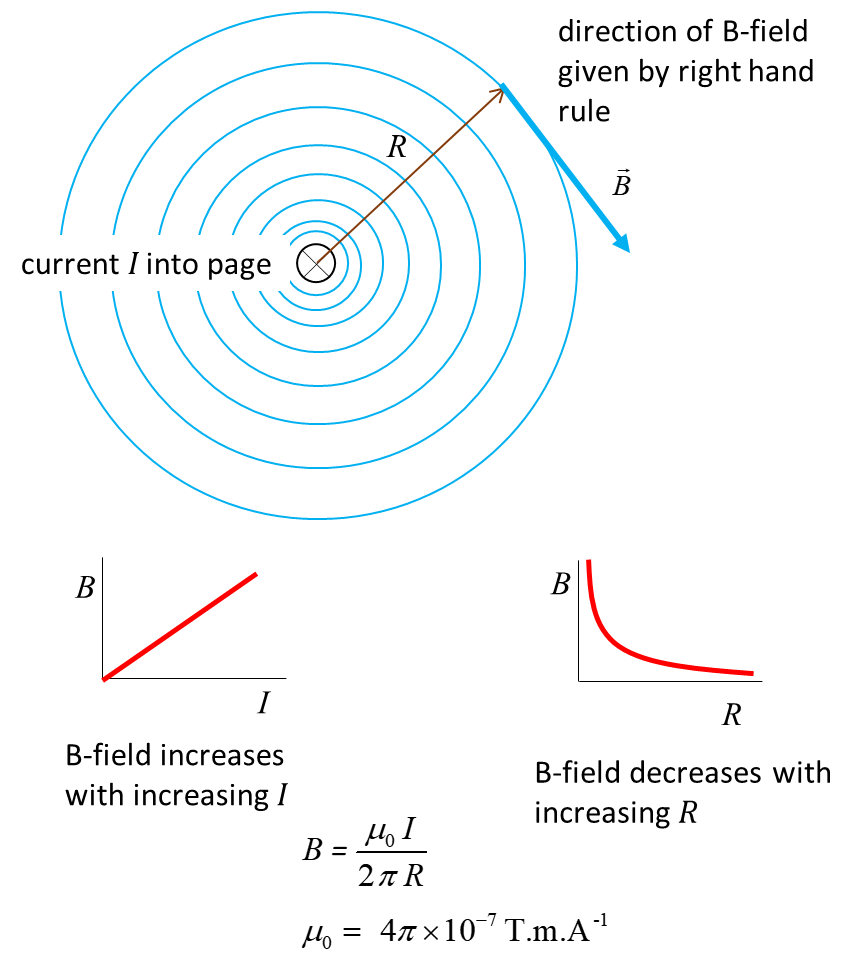 direction of B-field
given by right hand
rule
R
B⃗
current I into page
B
I
B-field increases
with increasing I
B
R
B-field decreases with
increasing R
B = μ₀ I / 2π R
μ₀ = 4π×10⁻⁷ T.m.A⁻¹